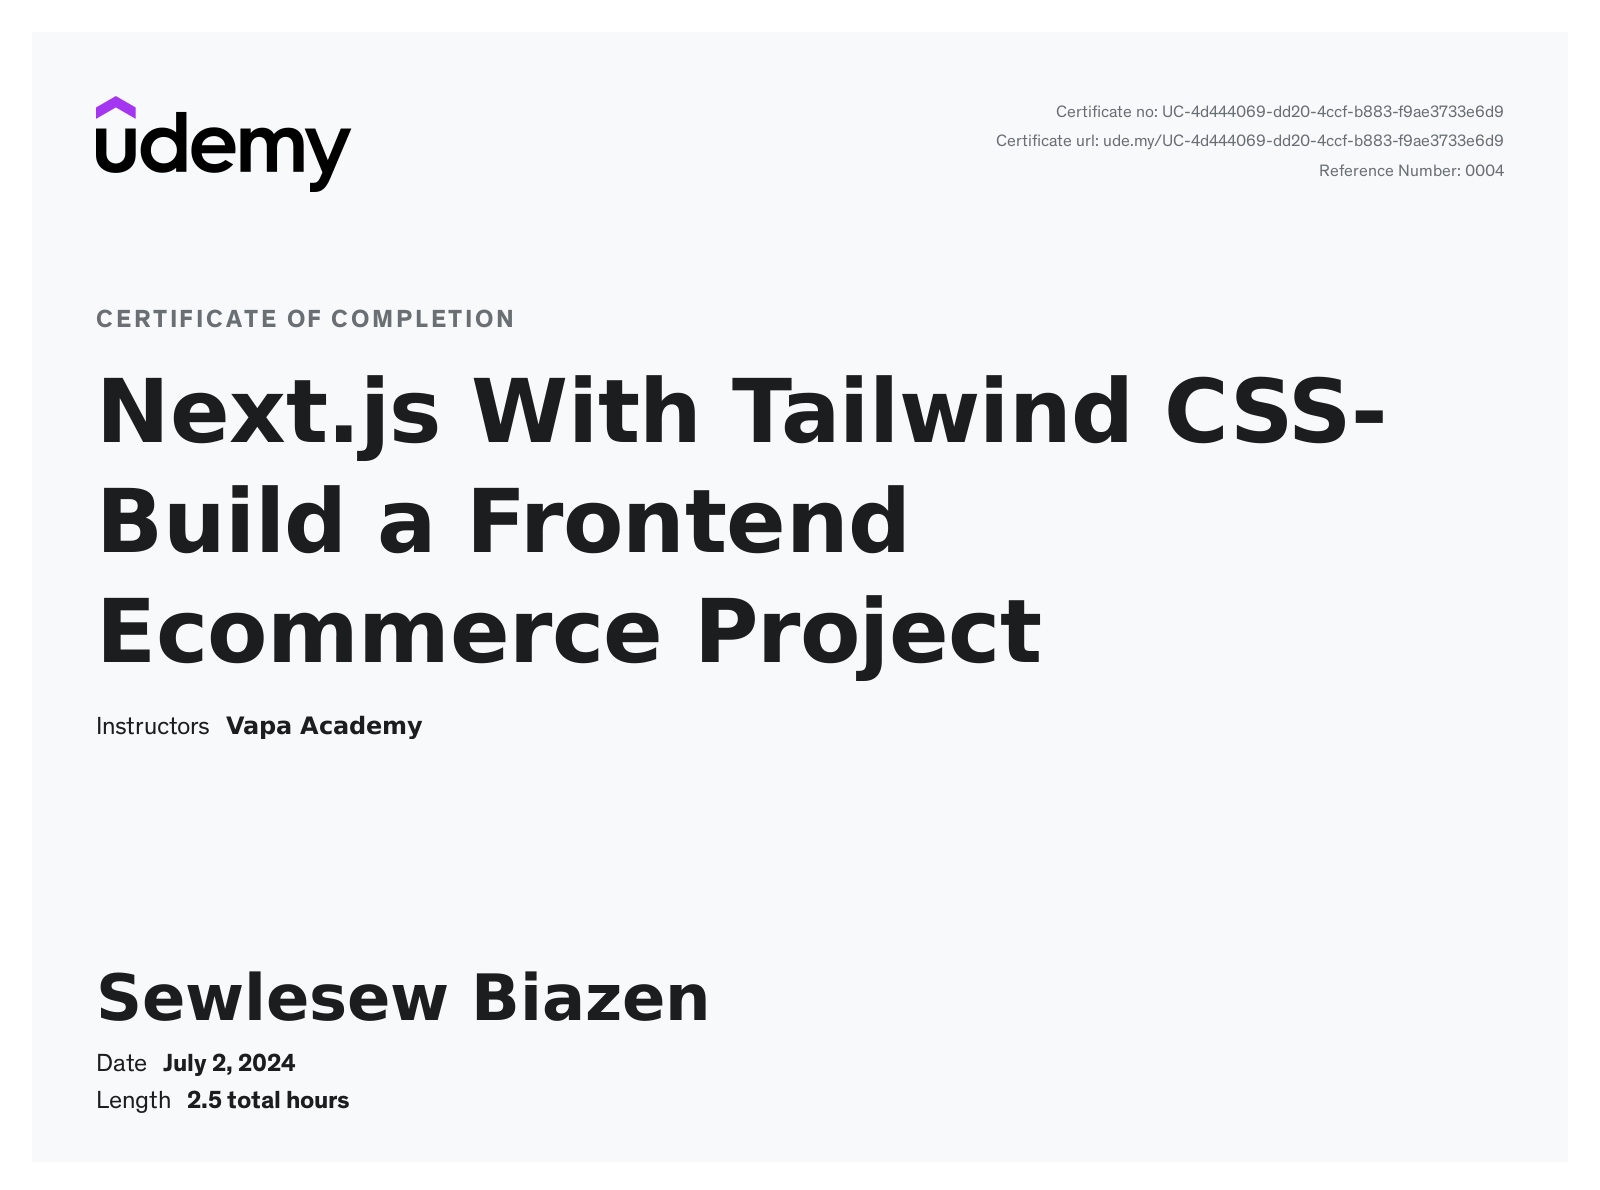 udemy
Certificate no: UC-4d444069-dd20-4ccf-b883-f9ae3733e6d9
Certificate url: ude.my/UC-4d444069-dd20-4ccf-b883-f9ae3733e6d9
Reference Number: 0004
CERTIFICATE OF COMPLETION
Next.js With Tailwind CSS-
Build a Frontend
Ecommerce Project
Instructors Vapa Academy
Sewlesew Biazen
Date July 2, 2024
Length 2.5 total hours